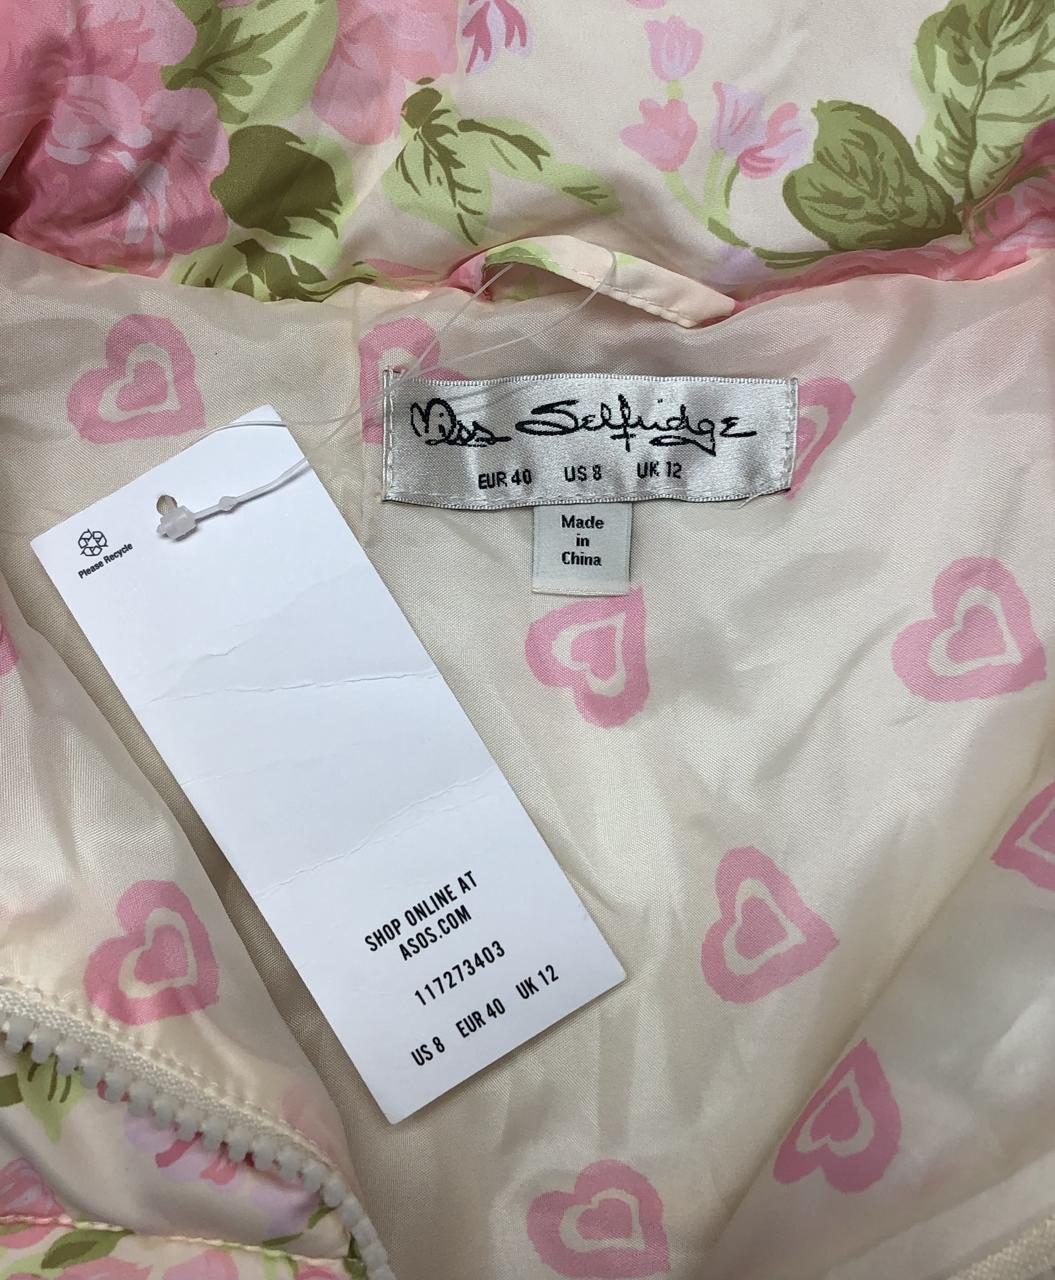 Miss Selfridge
EUR 40 US 8 UK 12
Made
in
China
Please Recycle
SHOP ONLINE AT
ASOS.COM
117273403
US 8 EUR 40 UK 12